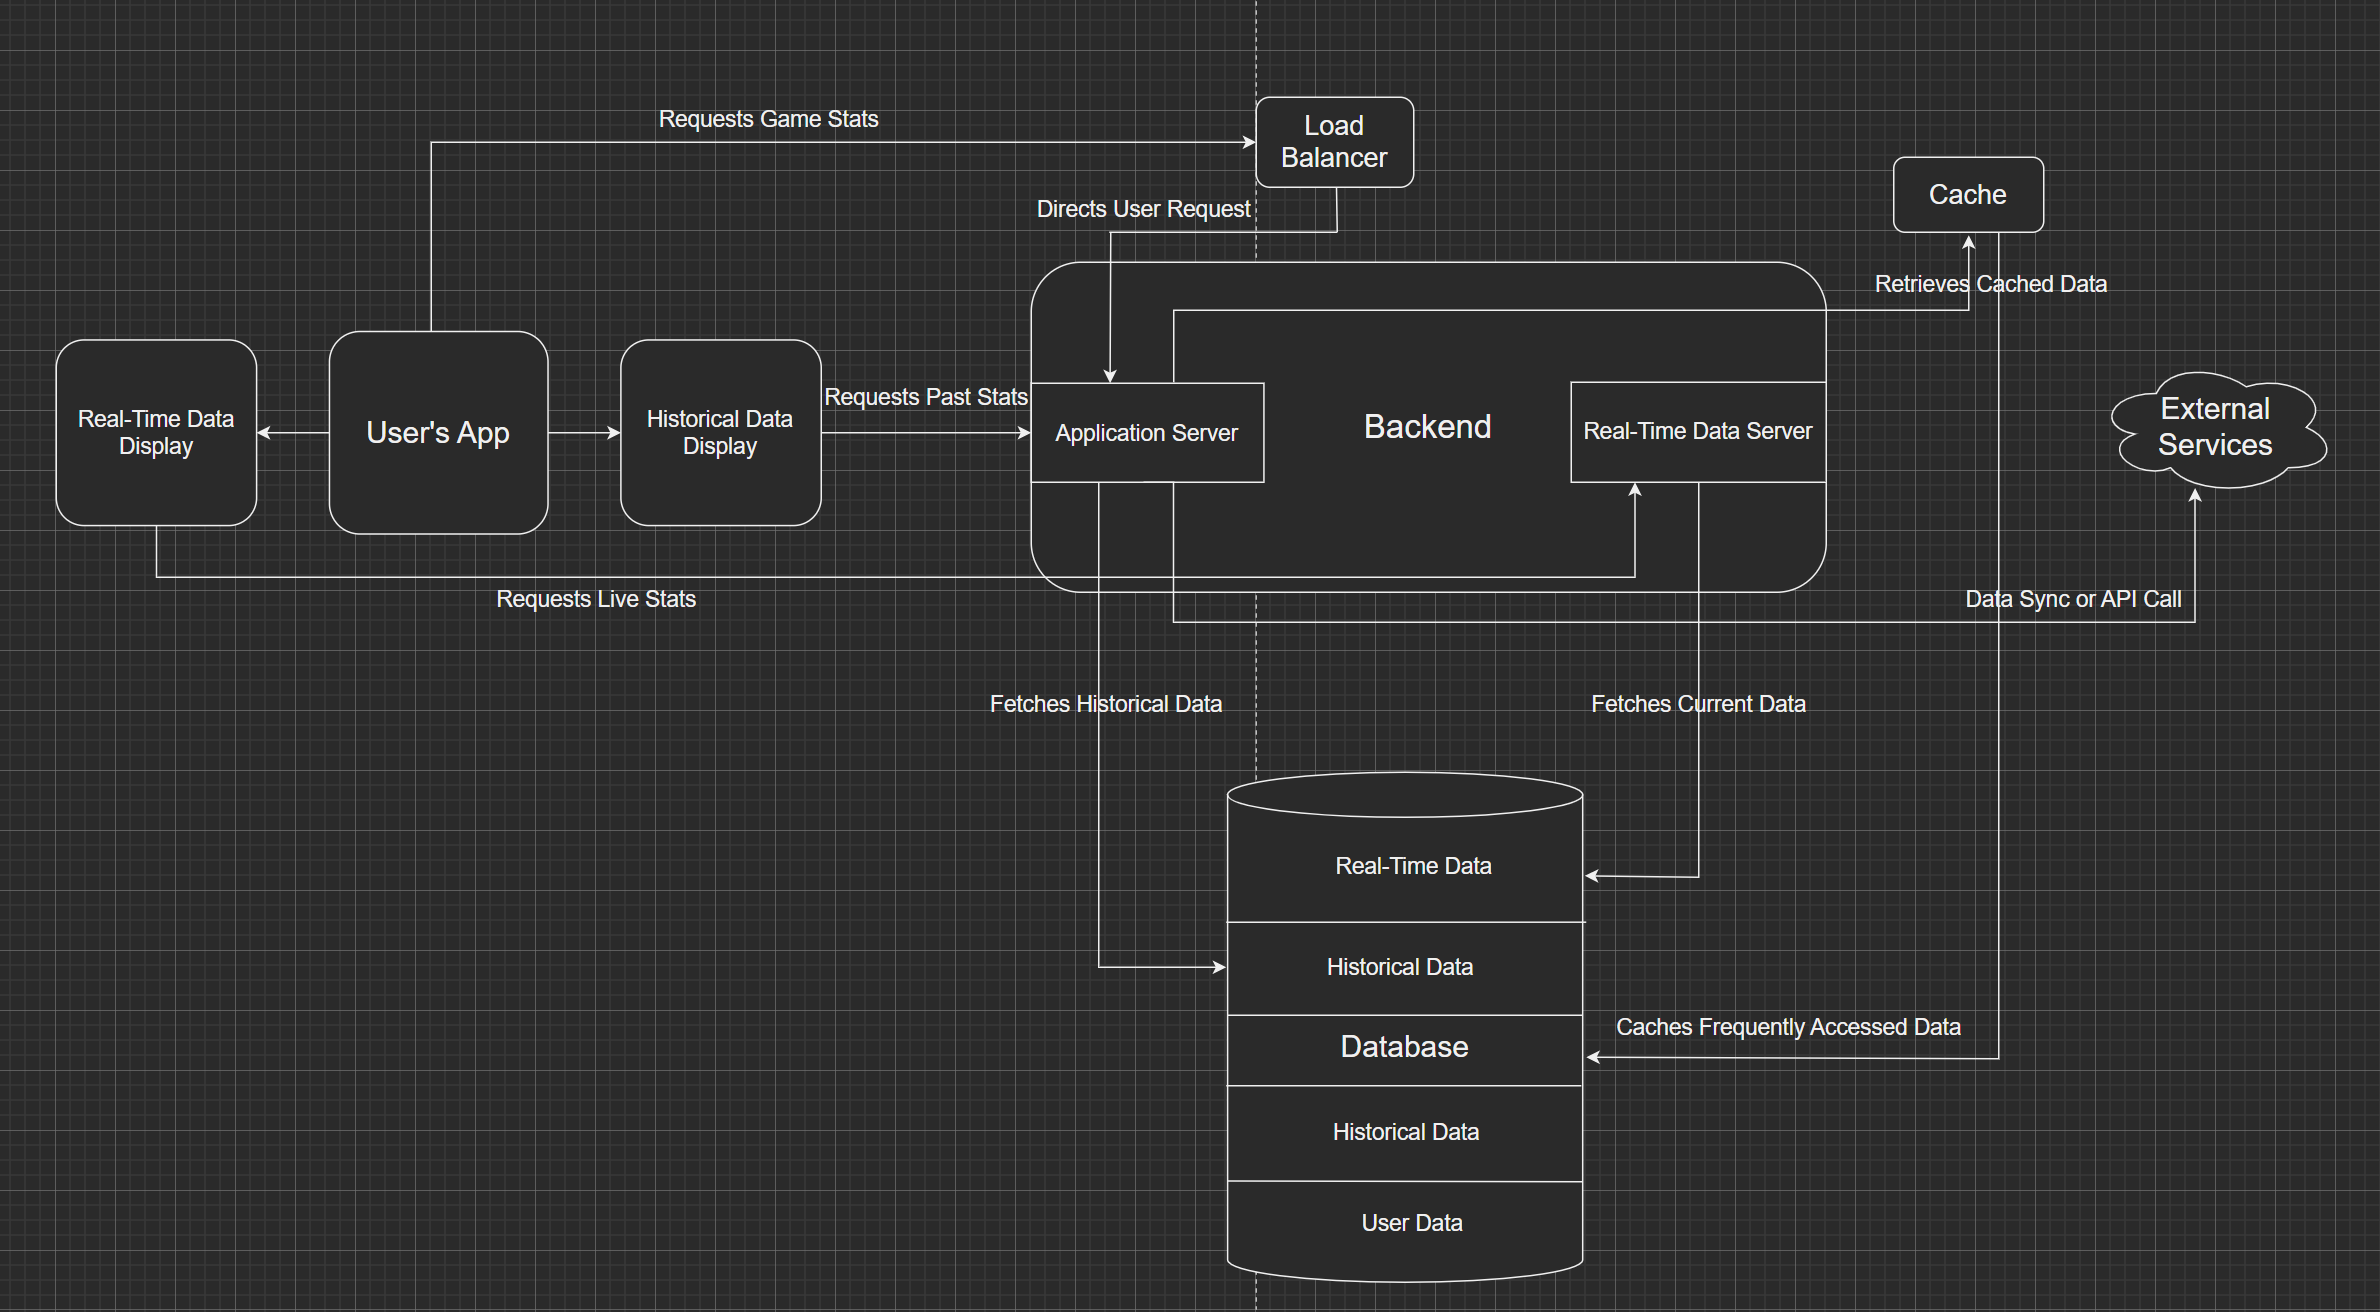 Requests Game Stats
Load
Balancer
Directs User Request
Cache
Retrieves Cached Data
Real-Time Data
Display
User's App
Historical Data
Display
Requests Past Stats
Application Server
Backend
Real-Time Data Server
External
Services
Requests Live Stats
Data Sync or API Call
Fetches Historical Data
Fetches Current Data
Real-Time Data
Historical Data
Caches Frequently Accessed Data
Database
Historical Data
User Data